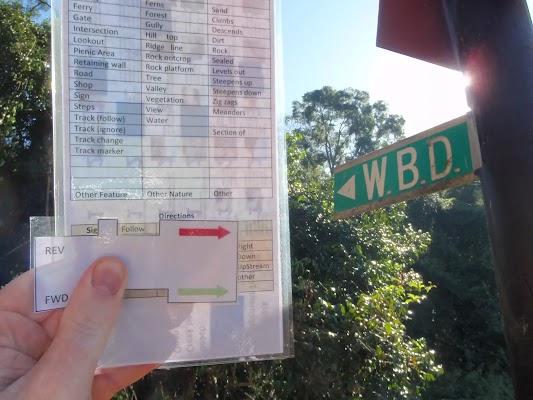 Ferry Ferns Sand
Gate Forest Climbs
Intersection Gully Descends
Lookout Hill top Dirt
Picnic Area Ridge line Rock
Retaining wall Rock outcrop Sealed
Road Rock platform Levels out
Shop Tree Steepens up
Sign Valley Steepens down
Steps Vegetation Zig zags
Track (follow) View Meanders
Track (ignore) Water
Track change Section of
Track marker
Other Feature Other Nature Other
Directions
Follow
REV
Down
UpStream
other
FWD
W.B.D.